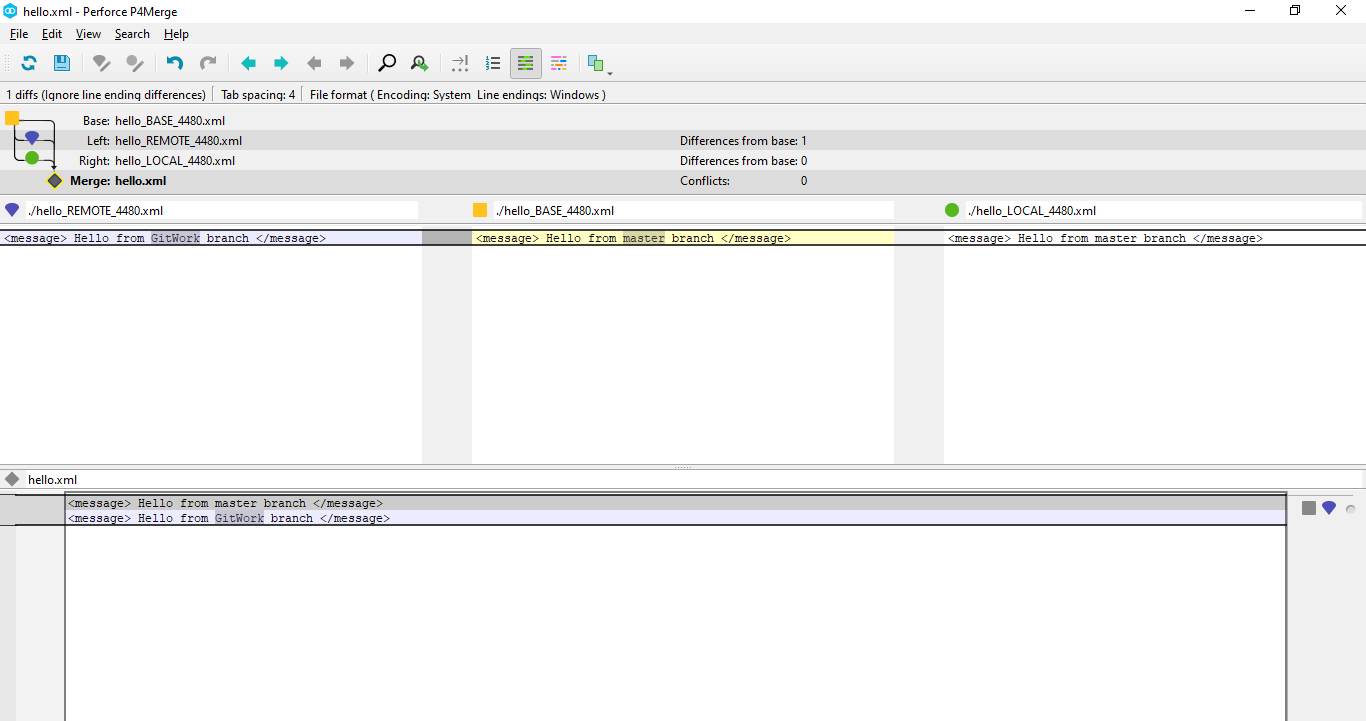 hello.xml - Perforce P4Merge
File Edit View Search Help
1 diffs (Ignore line ending differences) Tab spacing: 4 File format ( Encoding: System Line endings: Windows )
Base: hello_BASE_4480.xml
Left: hello_REMOTE_4480.xml Differences from base: 1
Right: hello_LOCAL_4480.xml Differences from base: 0
Merge: hello.xml Conflicts: 0
./hello_REMOTE_4480.xml ./hello_BASE_4480.xml ./hello_LOCAL_4480.xml
<message> Hello from GitWork branch </message> <message> Hello from master branch </message> <message> Hello from master branch </message>
hello.xml
<message> Hello from master branch </message>
<message> Hello from GitWork branch </message>